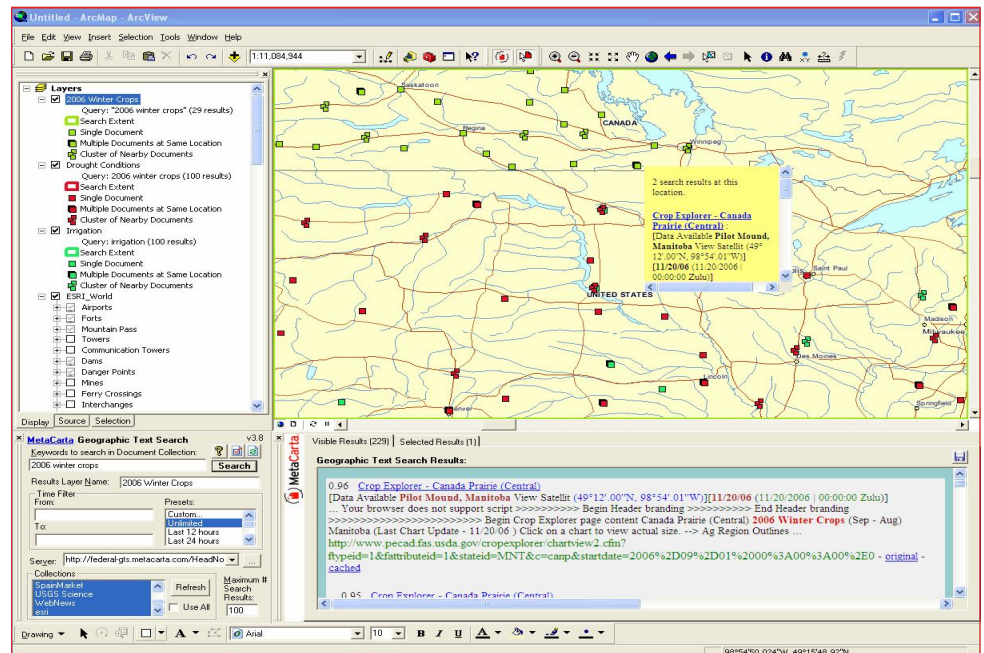 Untitled - ArcMap - ArcView
File Edit View Insert Selection Tools Window Help
1:11,084,944
Layers
2006 Winter Crops
Query: "2006 winter crops" (29 results)
Search Extent
Single Document
Multiple Documents at Same Location
Cluster of Nearby Documents
Drought Conditions
Query: 2006 winter crops (100 results)
Search Extent
Single Document
Multiple Documents at Same Location
Cluster of Nearby Documents
Irrigation
Query: irrigation (100 results)
Search Extent
Single Document
Multiple Documents at Same Location
Cluster of Nearby Documents
ESRI_World
Airports
Forts
Mountain Pass
Towers
Communication Towers
Dams
Danger Points
Mines
Ferry Crossings
Interchanges
Display Source Selection
Saskatoon
Regina
CANADA
Winnipeg
2 search results at this
location.
Crop Explorer - Canada
Prairie (Central) :
[Data Available Pilot Mound,
Manitoba View Satellit (49°
12'.00"N, 98°54'.01"W)]
[11/20/06 (11/20/2006 |
00:00:00 Zulu)]
Saint Paul
UNITED STATES
Madison
Milwaukee
Des Moines
Lincoln
Denver
Springfield
MetaCarta Geographic Text Search v3.8
Keywords to search in Document Collection:
2006 winter crops Search
Results Layer Name: 2006 Winter Crops
Time Filter
From: Presets:
Custom...
Unlimited
To:
Last 12 hours
Last 24 hours
Server: http://federal-gts.metacarta.com/HeadNo ...
Collections
SpainMarket
USGS Science
WebNews
esri
Refresh
Use All
Maximum #
Search
Results:
100
MetaCarta
Visible Results (229) Selected Results (1)
Geographic Text Search Results:
0.96 Crop Explorer - Canada Prairie (Central)
[Data Available Pilot Mound, Manitoba View Satellit (49°12'.00"N, 98°54'.01"W)][11/20/06 (11/20/2006 | 00:00:00 Zulu)]
... Your browser does not support script >>>>>>>>>> Begin Header branding >>>>>>>>>> End Header branding
>>>>>>>>>>>>>>>>>>>>>>>> Begin Crop Explorer page content Canada Prairie (Central) 2006 Winter Crops (Sep - Aug)
Manitoba (Last Chart Update - 11/20/06 ) Click on a chart to view actual size. --> Ag Region Outlines ...
http://www.pecad.fas.usda.gov/cropexplorer/chartview2.cfm?
ftypeid=1&fattributeid=1&stateid=MNT&c=canp&startdate=2006%2D09%2D01%2000%3A00%3A00%2E0 - original -
cached
0.95 Crop Explorer - Canada Prairie (Central)
Drawing A Arial 10 B I U A
98°54'50.024"W 49°15'48.92"N